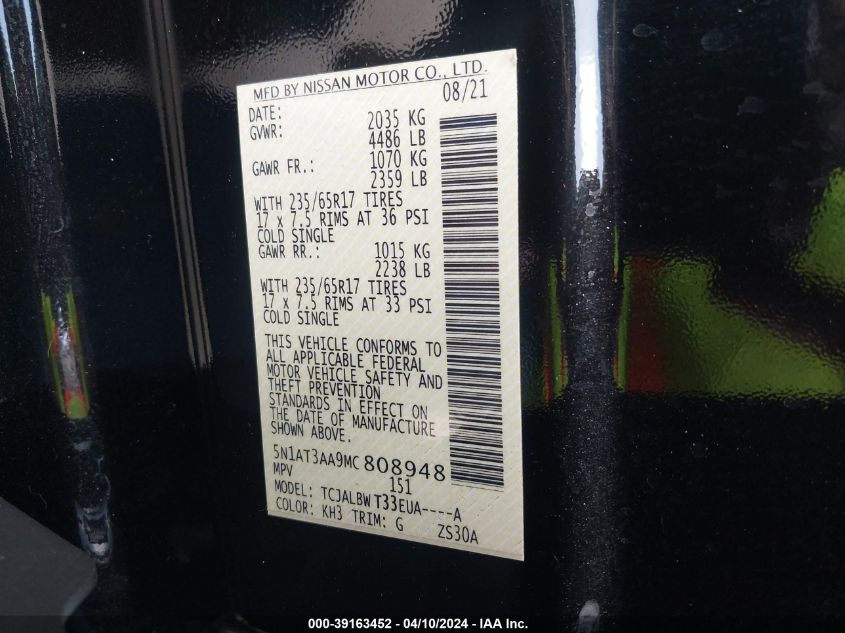 MFD BY NISSAN MOTOR CO., LTD.
DATE: 08/21
GVWR: 2035 KG
4486 LB
GAWR FR.: 1070 KG
2359 LB
WITH 235/65R17 TIRES
17 x 7.5 RIMS AT 36 PSI
COLD SINGLE
GAWR RR.: 1015 KG
2238 LB
WITH 235/65R17 TIRES
17 x 7.5 RIMS AT 33 PSI
COLD SINGLE
THIS VEHICLE CONFORMS TO
ALL APPLICABLE FEDERAL
MOTOR VEHICLE SAFETY AND
THEFT PREVENTION
STANDARDS IN EFFECT ON
THE DATE OF MANUFACTURE
SHOWN ABOVE.
5N1AT3AA9MC808948
MPV 151
MODEL: TCJALBWT33EUA----A
COLOR: KH3 TRIM: G ZS30A
000-39163452 - 04/10/2024 - IAA Inc.